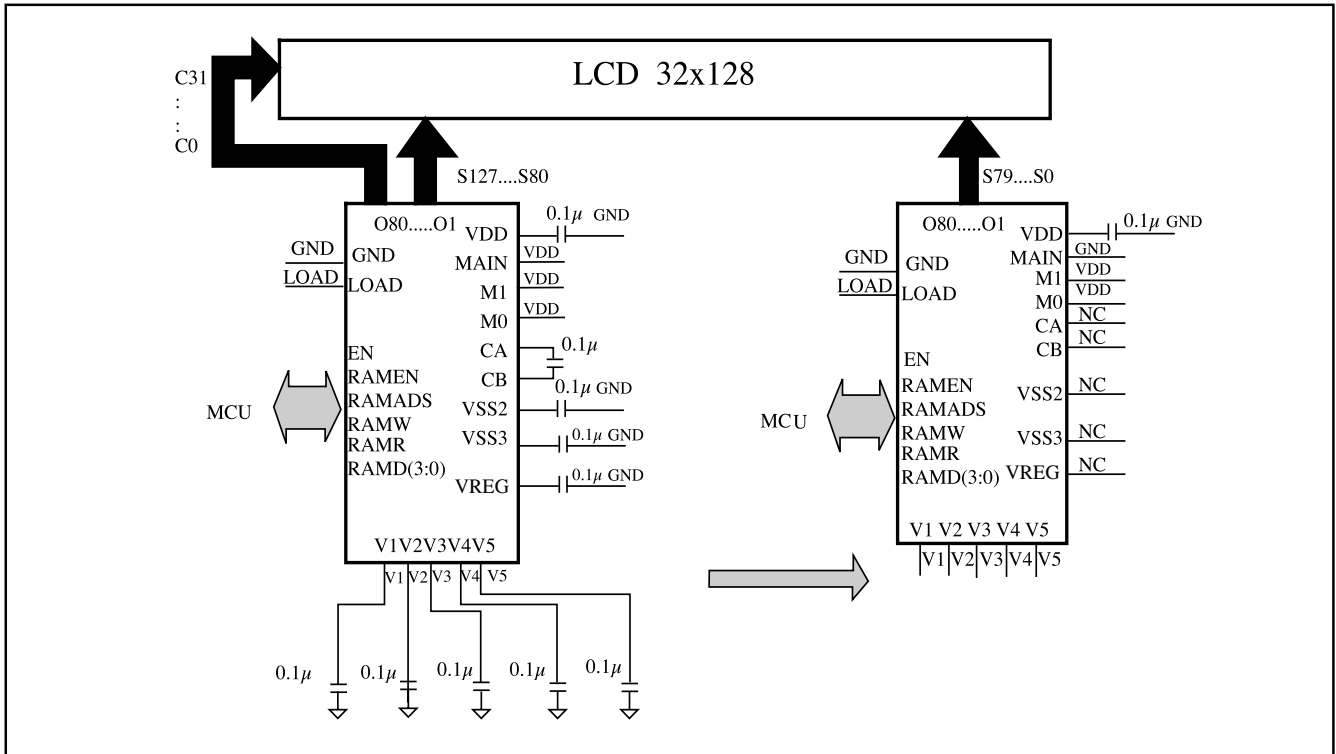 LCD 32x128
C31
:
:
C0
S127....S80
S79....S0
O80.....O1
GND
LOAD
GND
LOAD
EN
RAMEN
RAMADS
RAMW
RAMR
RAMD(3:0)
MCU
VDD
MAIN
M1
M0
CA
CB
VSS2
VSS3
VREG
0.1µ GND
VDD
VDD
VDD
0.1µ
0.1µ GND
0.1µ GND
0.1µ GND
V1 V2 V3 V4 V5
V1 V2 V3 V4 V5
0.1µ 0.1µ 0.1µ 0.1µ 0.1µ
O80.....O1
GND
LOAD
GND
LOAD
EN
RAMEN
RAMADS
RAMW
RAMR
RAMD(3:0)
MCU
VDD
MAIN
M1
M0
CA
CB
VSS2
VSS3
VREG
0.1µ GND
GND
VDD
VDD
NC
NC
NC
NC
NC
V1 V2 V3 V4 V5
V1 V2 V3 V4 V5